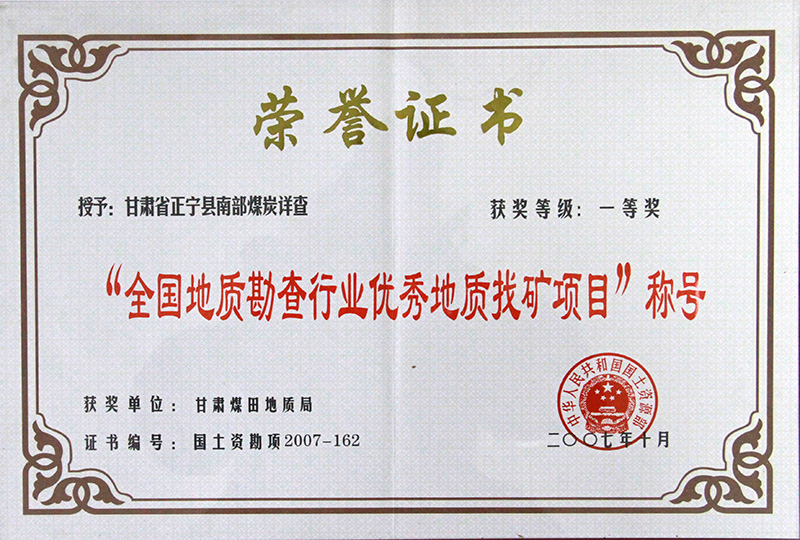 荣誉证书
授予：甘肃省正宁县南部煤炭详查
获奖等级：一等奖
“全国地质勘查行业优秀地质找矿项目”称号
获奖单位：甘肃煤田地质局
证书编号：国土资勘项2007-162
中华人民共和国国土资源部
二〇〇七年十月